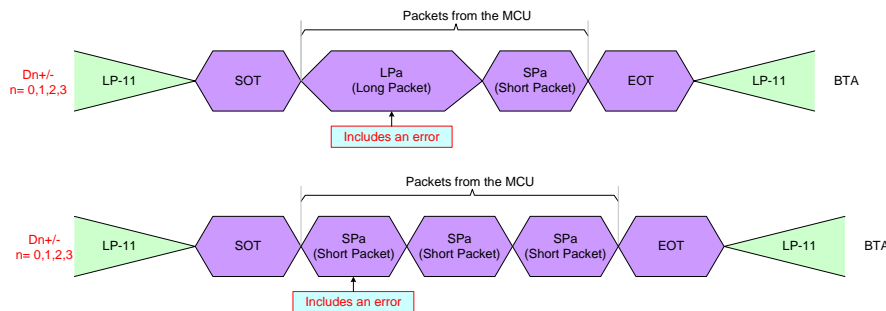 Packets from the MCU
Dn+/-
n= 0,1,2,3
LP-11
SOT
LPa
(Long Packet)
SPa
(Short Packet)
EOT
LP-11
BTA
Includes an error
Packets from the MCU
Dn+/-
n= 0,1,2,3
LP-11
SOT
SPa
(Short Packet)
SPa
(Short Packet)
SPa
(Short Packet)
EOT
LP-11
BTA
Includes an error